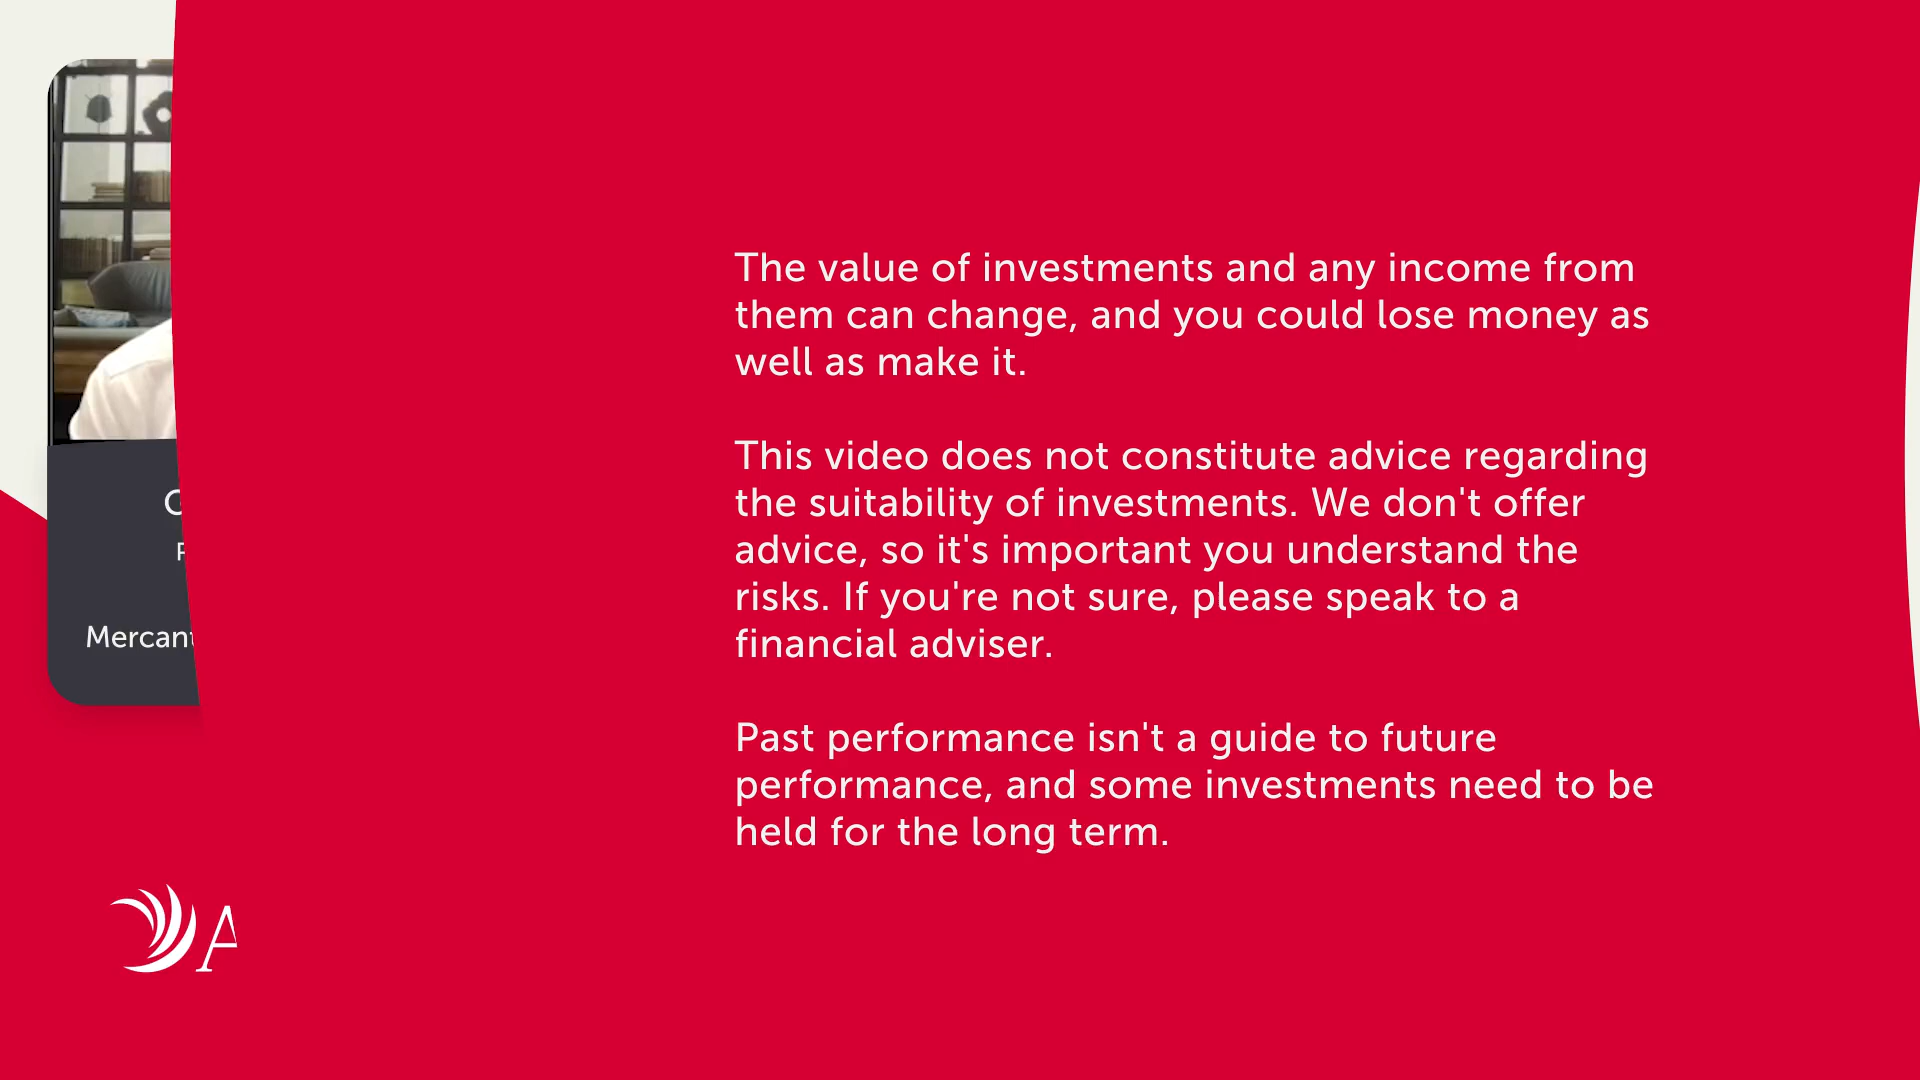 The value of investments and any income from
them can change, and you could lose money as
well as make it.
This video does not constitute advice regarding
the suitability of investments. We don't offer
advice, so it's important you understand the
risks. If you're not sure, please speak to a
financial adviser.
Past performance isn't a guide to future
performance, and some investments need to be
held for the long term.